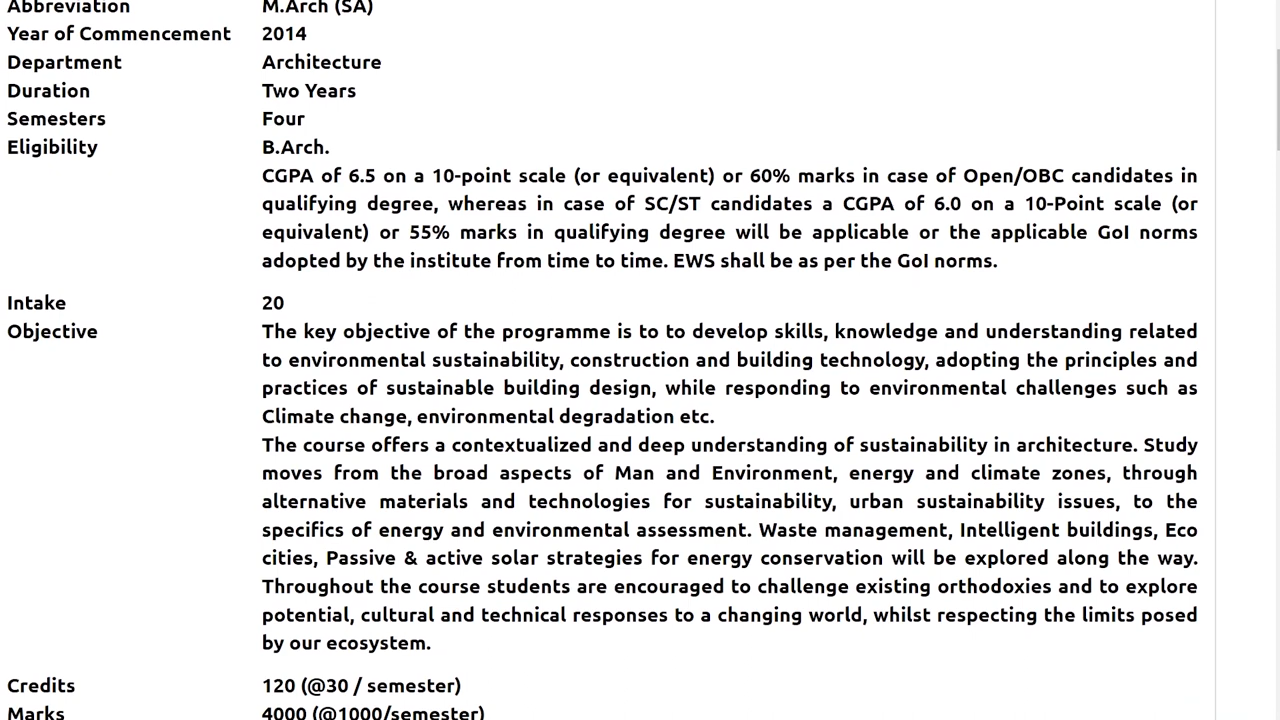 Abbreviation M.Arch (SA)
Year of Commencement 2014
Department Architecture
Duration Two Years
Semesters Four
Eligibility B.Arch.
CGPA of 6.5 on a 10-point scale (or equivalent) or 60% marks in case of Open/OBC candidates in
qualifying degree, whereas in case of SC/ST candidates a CGPA of 6.0 on a 10-Point scale (or
equivalent) or 55% marks in qualifying degree will be applicable or the applicable GoI norms
adopted by the institute from time to time. EWS shall be as per the GoI norms.
Intake 20
Objective The key objective of the programme is to to develop skills, knowledge and understanding related
to environmental sustainability, construction and building technology, adopting the principles and
practices of sustainable building design, while responding to environmental challenges such as
Climate change, environmental degradation etc.
The course offers a contextualized and deep understanding of sustainability in architecture. Study
moves from the broad aspects of Man and Environment, energy and climate zones, through
alternative materials and technologies for sustainability, urban sustainability issues, to the
specifics of energy and environmental assessment. Waste management, Intelligent buildings, Eco
cities, Passive & active solar strategies for energy conservation will be explored along the way.
Throughout the course students are encouraged to challenge existing orthodoxies and to explore
potential, cultural and technical responses to a changing world, whilst respecting the limits posed
by our ecosystem.
Credits 120 (@30 / semester)
Marks 4000 (@1000/semester)